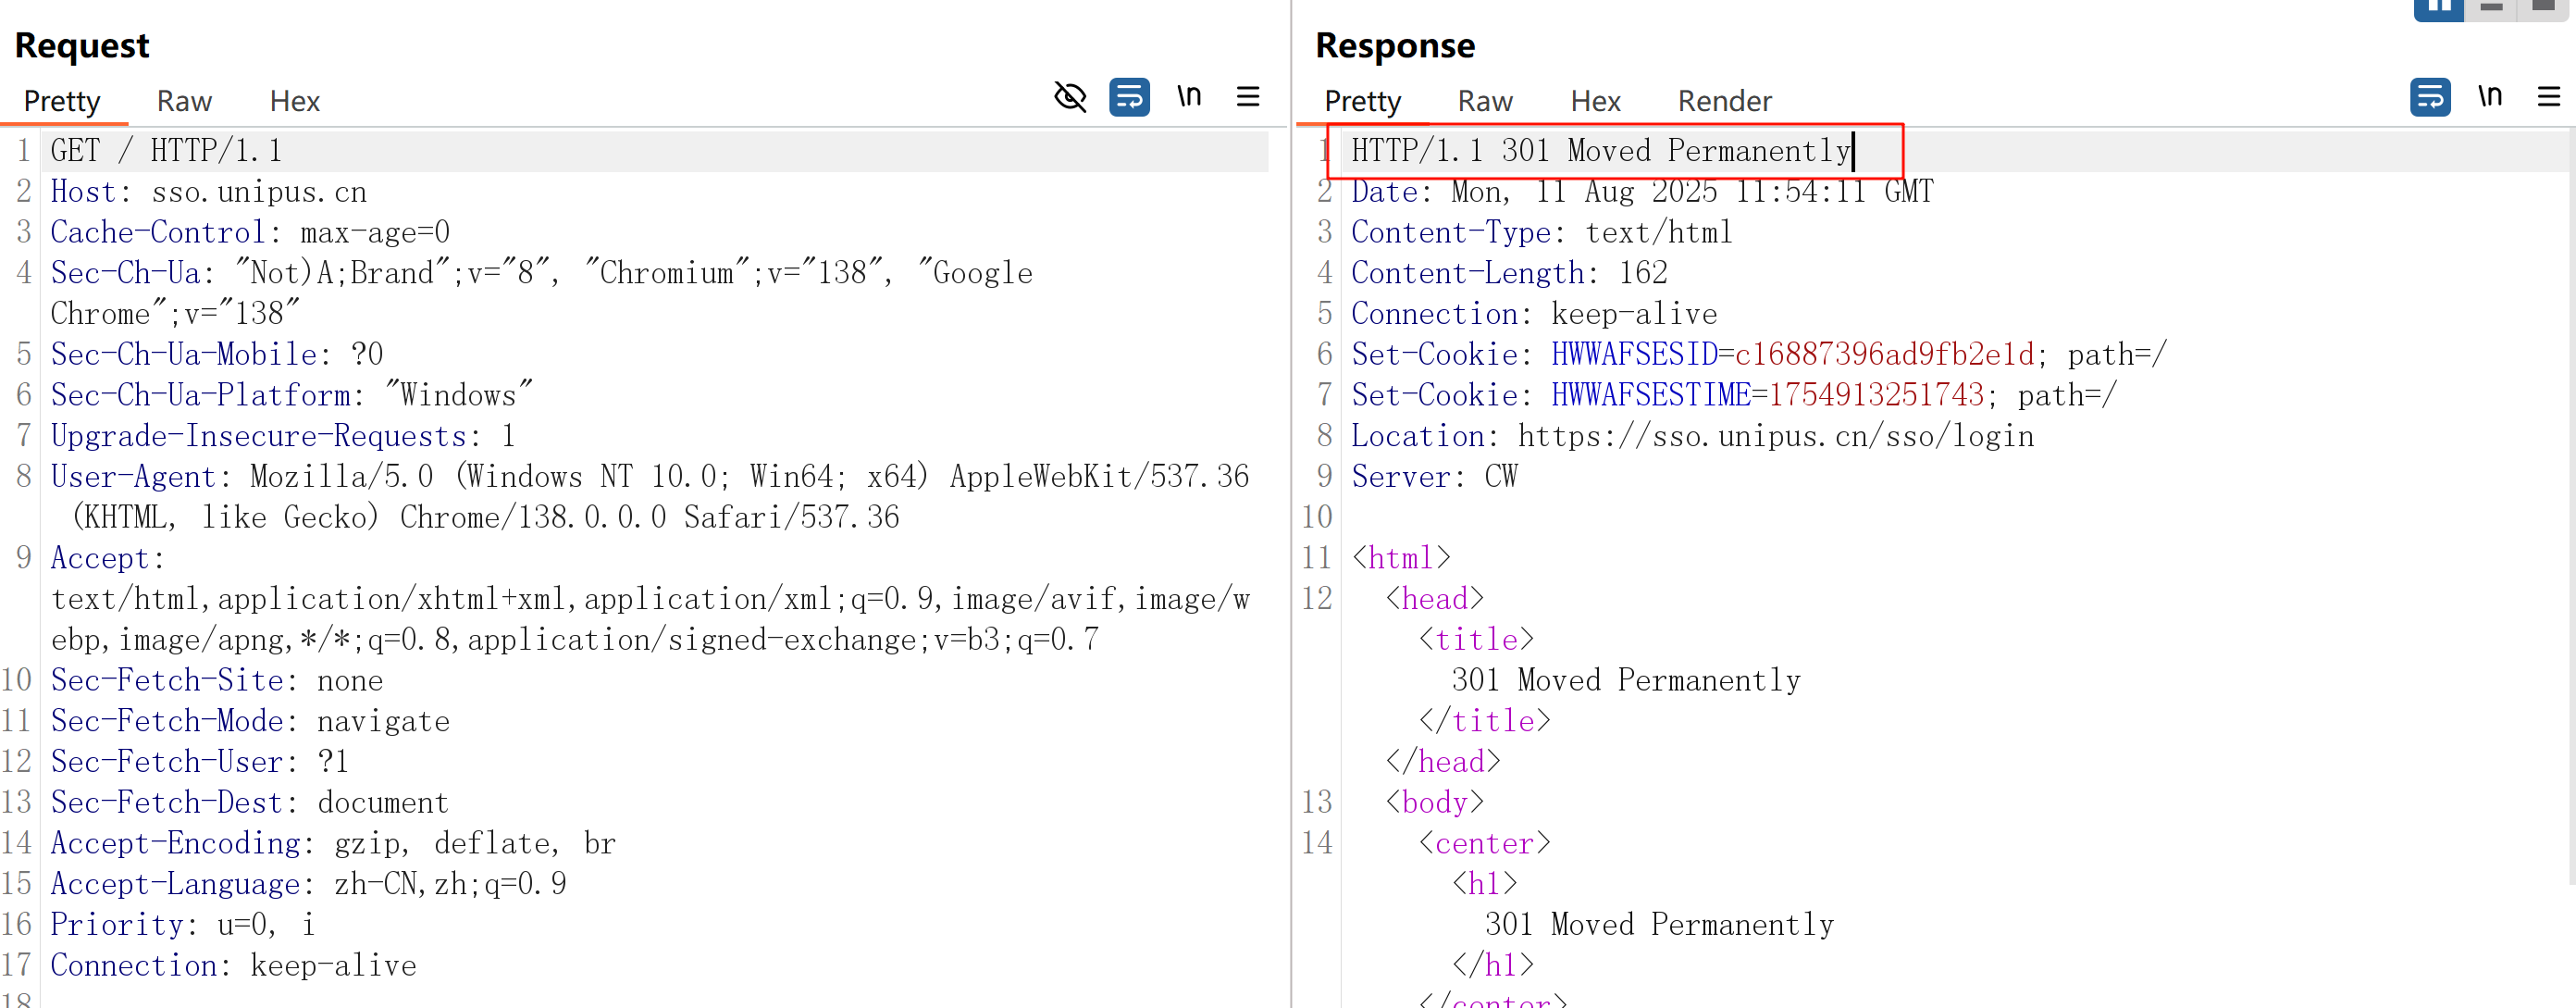 Request
Pretty Raw Hex
\n
1 GET / HTTP/1.1
2 Host: sso.unipus.cn
3 Cache-Control: max-age=0
4 Sec-Ch-Ua: "Not)A;Brand";v="8", "Chromium";v="138", "Google
Chrome";v="138"
5 Sec-Ch-Ua-Mobile: ?0
6 Sec-Ch-Ua-Platform: "Windows"
7 Upgrade-Insecure-Requests: 1
8 User-Agent: Mozilla/5.0 (Windows NT 10.0; Win64; x64) AppleWebKit/537.36
(KHTML, like Gecko) Chrome/138.0.0.0 Safari/537.36
9 Accept:
text/html,application/xhtml+xml,application/xml;q=0.9,image/avif,image/w
ebp,image/apng,*/*;q=0.8,application/signed-exchange;v=b3;q=0.7
10 Sec-Fetch-Site: none
11 Sec-Fetch-Mode: navigate
12 Sec-Fetch-User: ?1
13 Sec-Fetch-Dest: document
14 Accept-Encoding: gzip, deflate, br
15 Accept-Language: zh-CN,zh;q=0.9
16 Priority: u=0, i
17 Connection: keep-alive
18
Response
Pretty Raw Hex Render
\n
1 HTTP/1.1 301 Moved Permanently
2 Date: Mon, 11 Aug 2025 11:54:11 GMT
3 Content-Type: text/html
4 Content-Length: 162
5 Connection: keep-alive
6 Set-Cookie: HWWAFSESID=c16887396ad9fb2e1d; path=/
7 Set-Cookie: HWWAFSESTIME=1754913251743; path=/
8 Location: https://sso.unipus.cn/sso/login
9 Server: CW
10
11 <html>
12 <head>
<title>
301 Moved Permanently
</title>
</head>
13 <body>
14 <center>
<h1>
301 Moved Permanently
</h1>
</center>